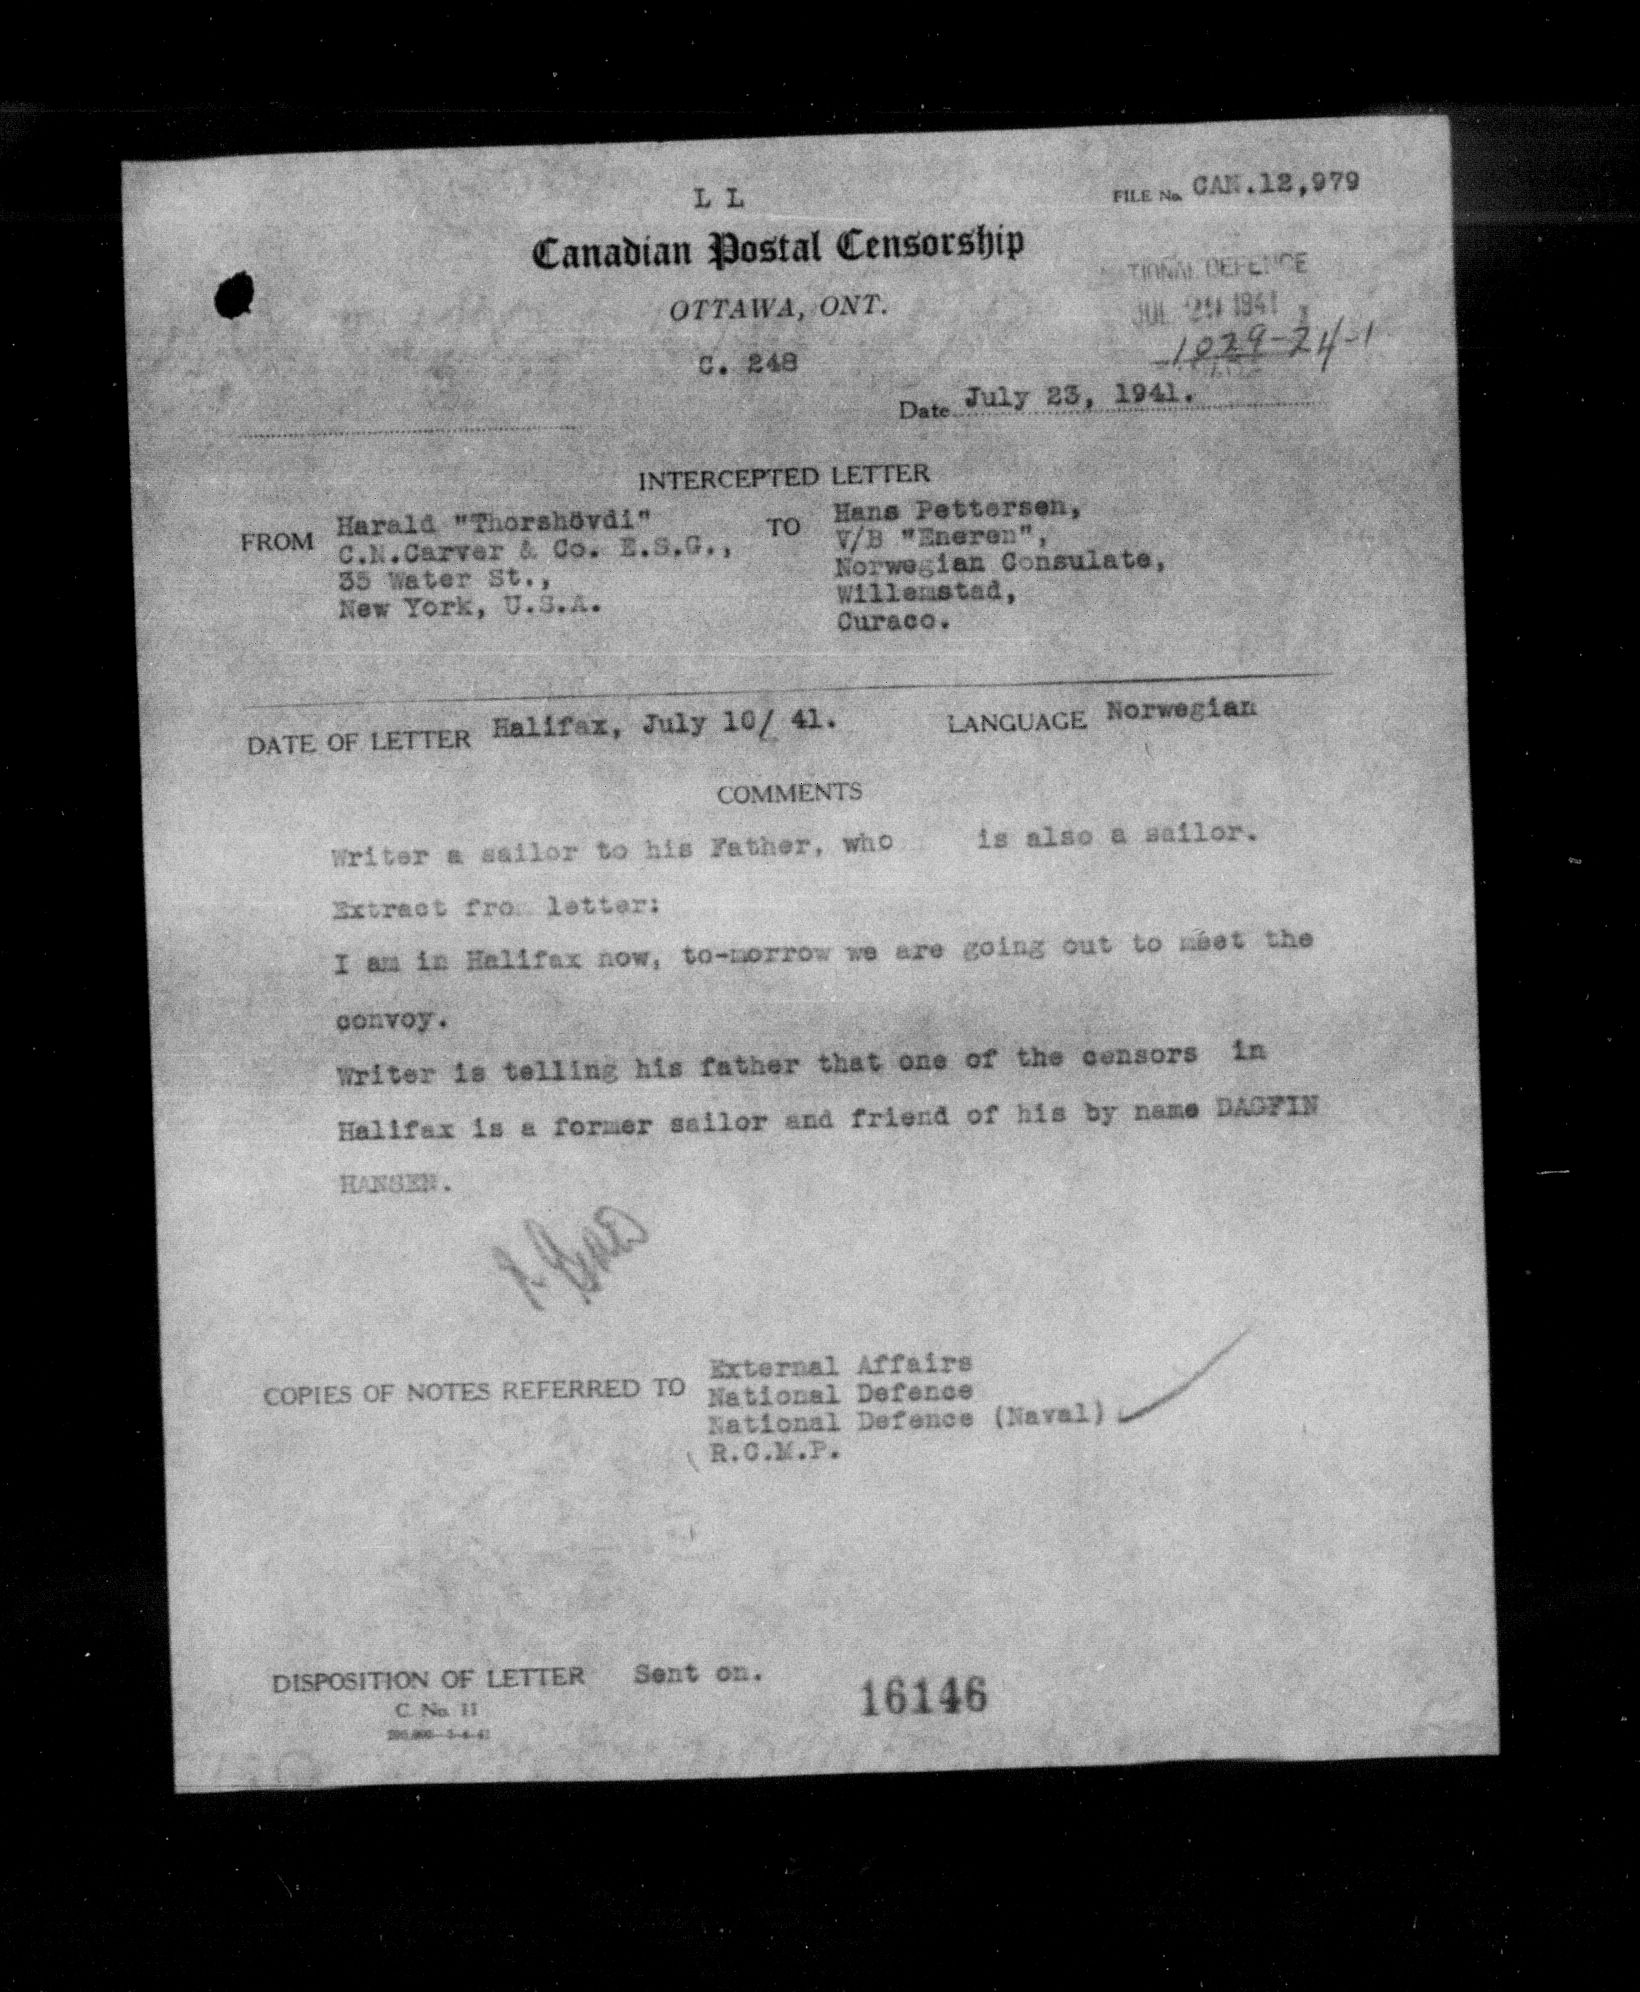 L L
FILE No. CAN.12,979
Canadian Postal Censorship
TIONAL DEFENCE
OTTAWA, ONT.
JUL 1941
1029-24-1
C. 248
Date July 23, 1941.
INTERCEPTED LETTER
FROM Harald "Thorshövdi"
C.N.Carver & Co. E.S.G.,
35 Water St.,
New York, U.S.A.
TO Hans Pettersen,
V/B "Eneren",
Norwegian Consulate,
Willemstad,
Curaco.
DATE OF LETTER Halifax, July 10/ 41. LANGUAGE Norwegian
COMMENTS
Writer a sailor to his Father, who is also a sailor.
Extract from letter:
I am in Halifax now, to-morrow we are going out to meet the
convoy.
Writer is telling his father that one of the censors in
Halifax is a former sailor and friend of his by name DAGFIN
HANSEN.
COPIES OF NOTES REFERRED TO External Affairs
National Defence
National Defence (Naval)
R.C.M.P.
DISPOSITION OF LETTER Sent on.
16146
C. No. 11